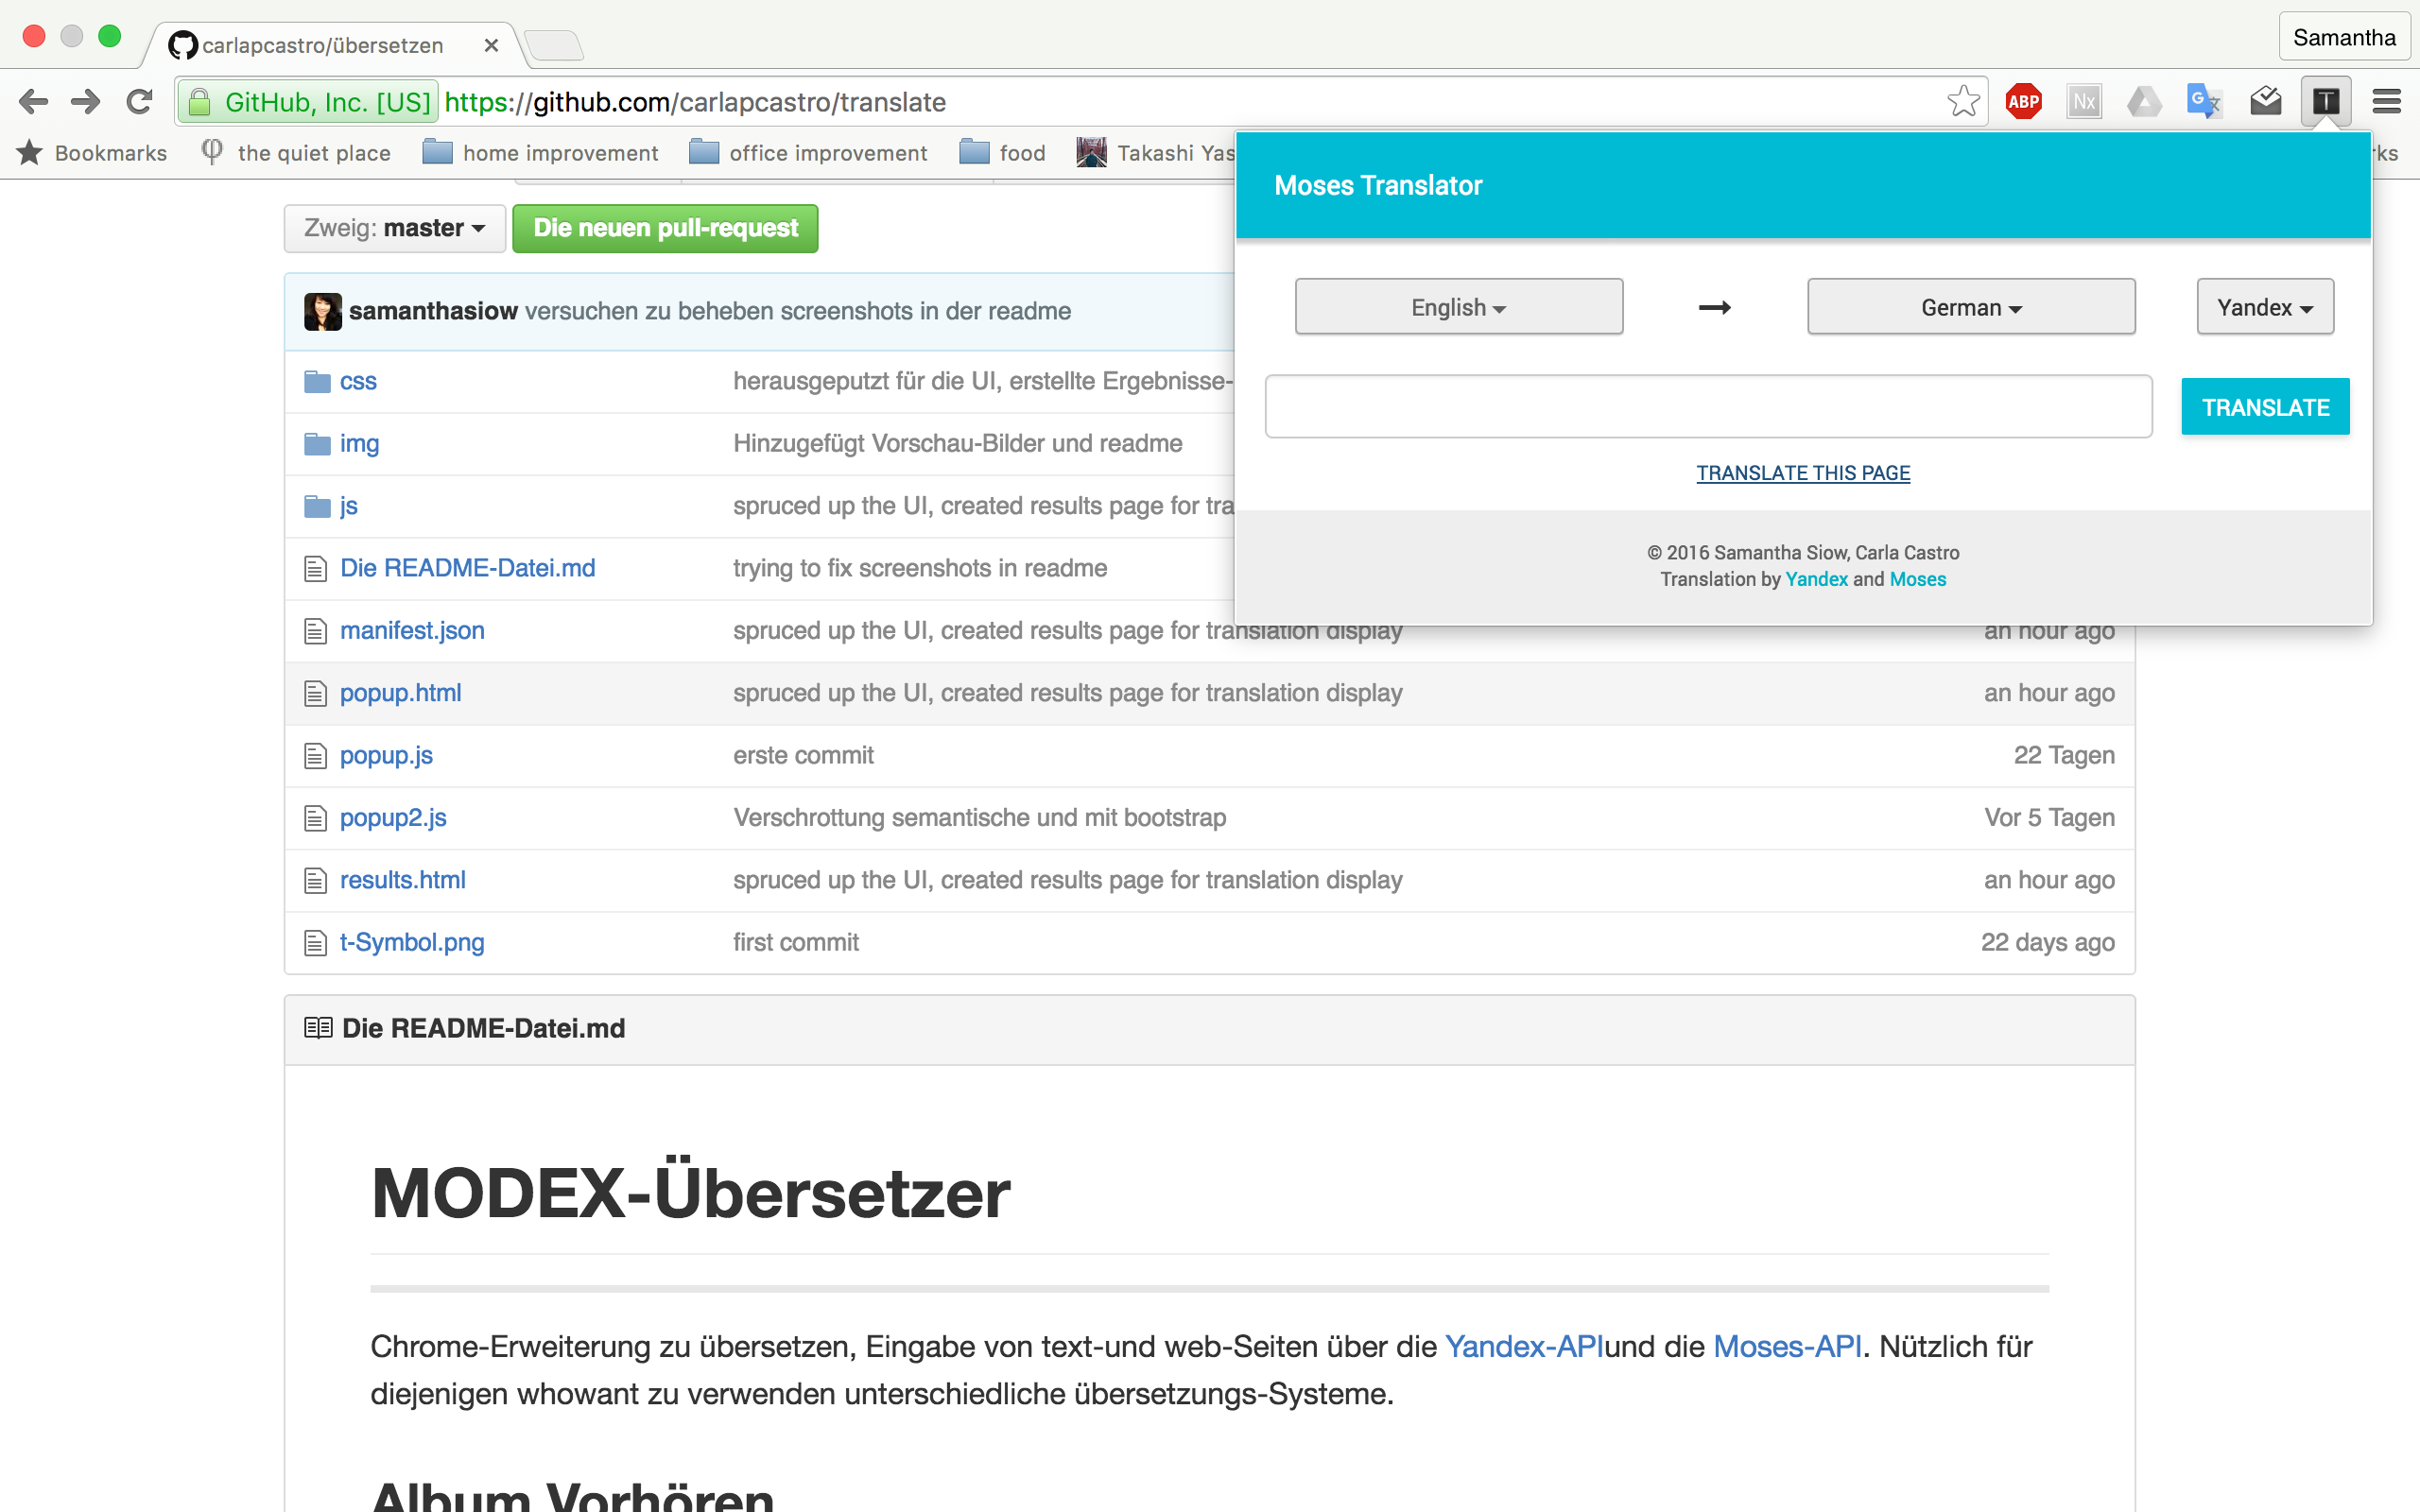 carlapcastro/übersetzen
Samantha
GitHub, Inc. [US] https://github.com/carlapcastro/translate
ABP Nx G T
Bookmarks the quiet place home improvement office improvement food Takashi Yas ks
Moses Translator
English → German Yandex
TRANSLATE
TRANSLATE THIS PAGE
© 2016 Samantha Siow, Carla Castro
Translation by Yandex and Moses
Zweig: master Die neuen pull-request
samanthasiow versuchen zu beheben screenshots in der readme
css herausgeputzt für die UI, erstellte Ergebnisse-
img Hinzugefügt Vorschau-Bilder und readme
js spruced up the UI, created results page for tra
Die README-Datei.md trying to fix screenshots in readme
manifest.json spruced up the UI, created results page for translation display an hour ago
popup.html spruced up the UI, created results page for translation display an hour ago
popup.js erste commit 22 Tagen
popup2.js Verschrottung semantische und mit bootstrap Vor 5 Tagen
results.html spruced up the UI, created results page for translation display an hour ago
t-Symbol.png first commit 22 days ago
Die README-Datei.md
MODEX-Übersetzer
Chrome-Erweiterung zu übersetzen, Eingabe von text-und web-Seiten über die Yandex-APIund die Moses-API. Nützlich für
diejenigen whowant zu verwenden unterschiedliche übersetzungs-Systeme.
Album Vorhören